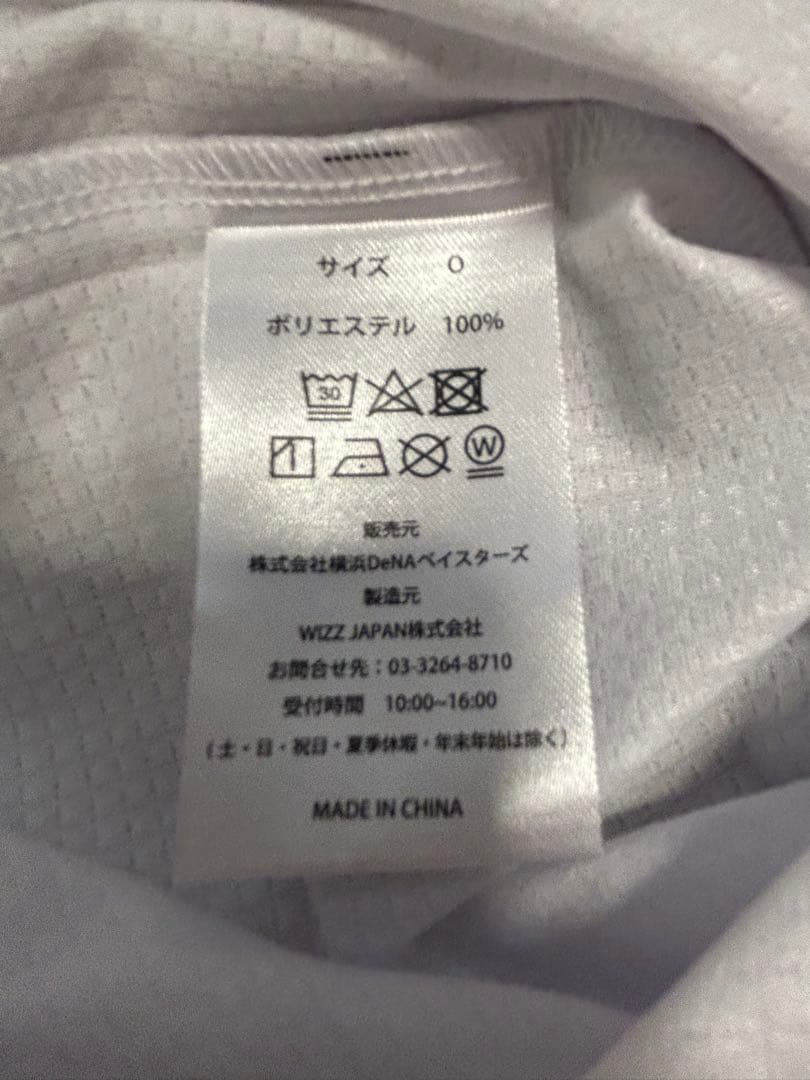 サイズ O
ポリエステル 100%
30
W
販売元
株式会社横浜DeNAベイスターズ
製造元
WIZZ JAPAN株式会社
お問合せ先：03-3264-8710
受付時間 10:00~16:00
（土・日・祝日・夏季休暇・年末年始は除く）
MADE IN CHINA